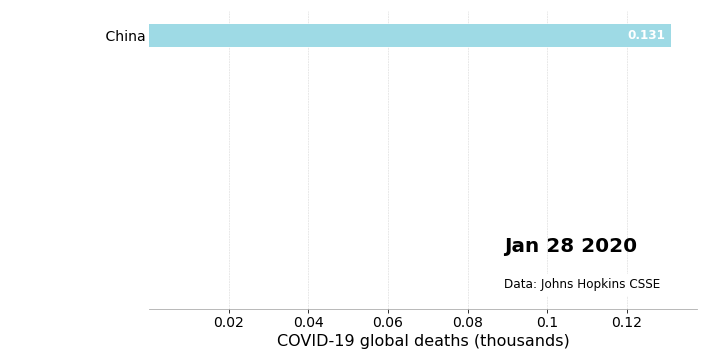 China 0.131
Jan 28 2020
Data: Johns Hopkins CSSE
0.02 0.04 0.06 0.08 0.1 0.12
COVID-19 global deaths (thousands)